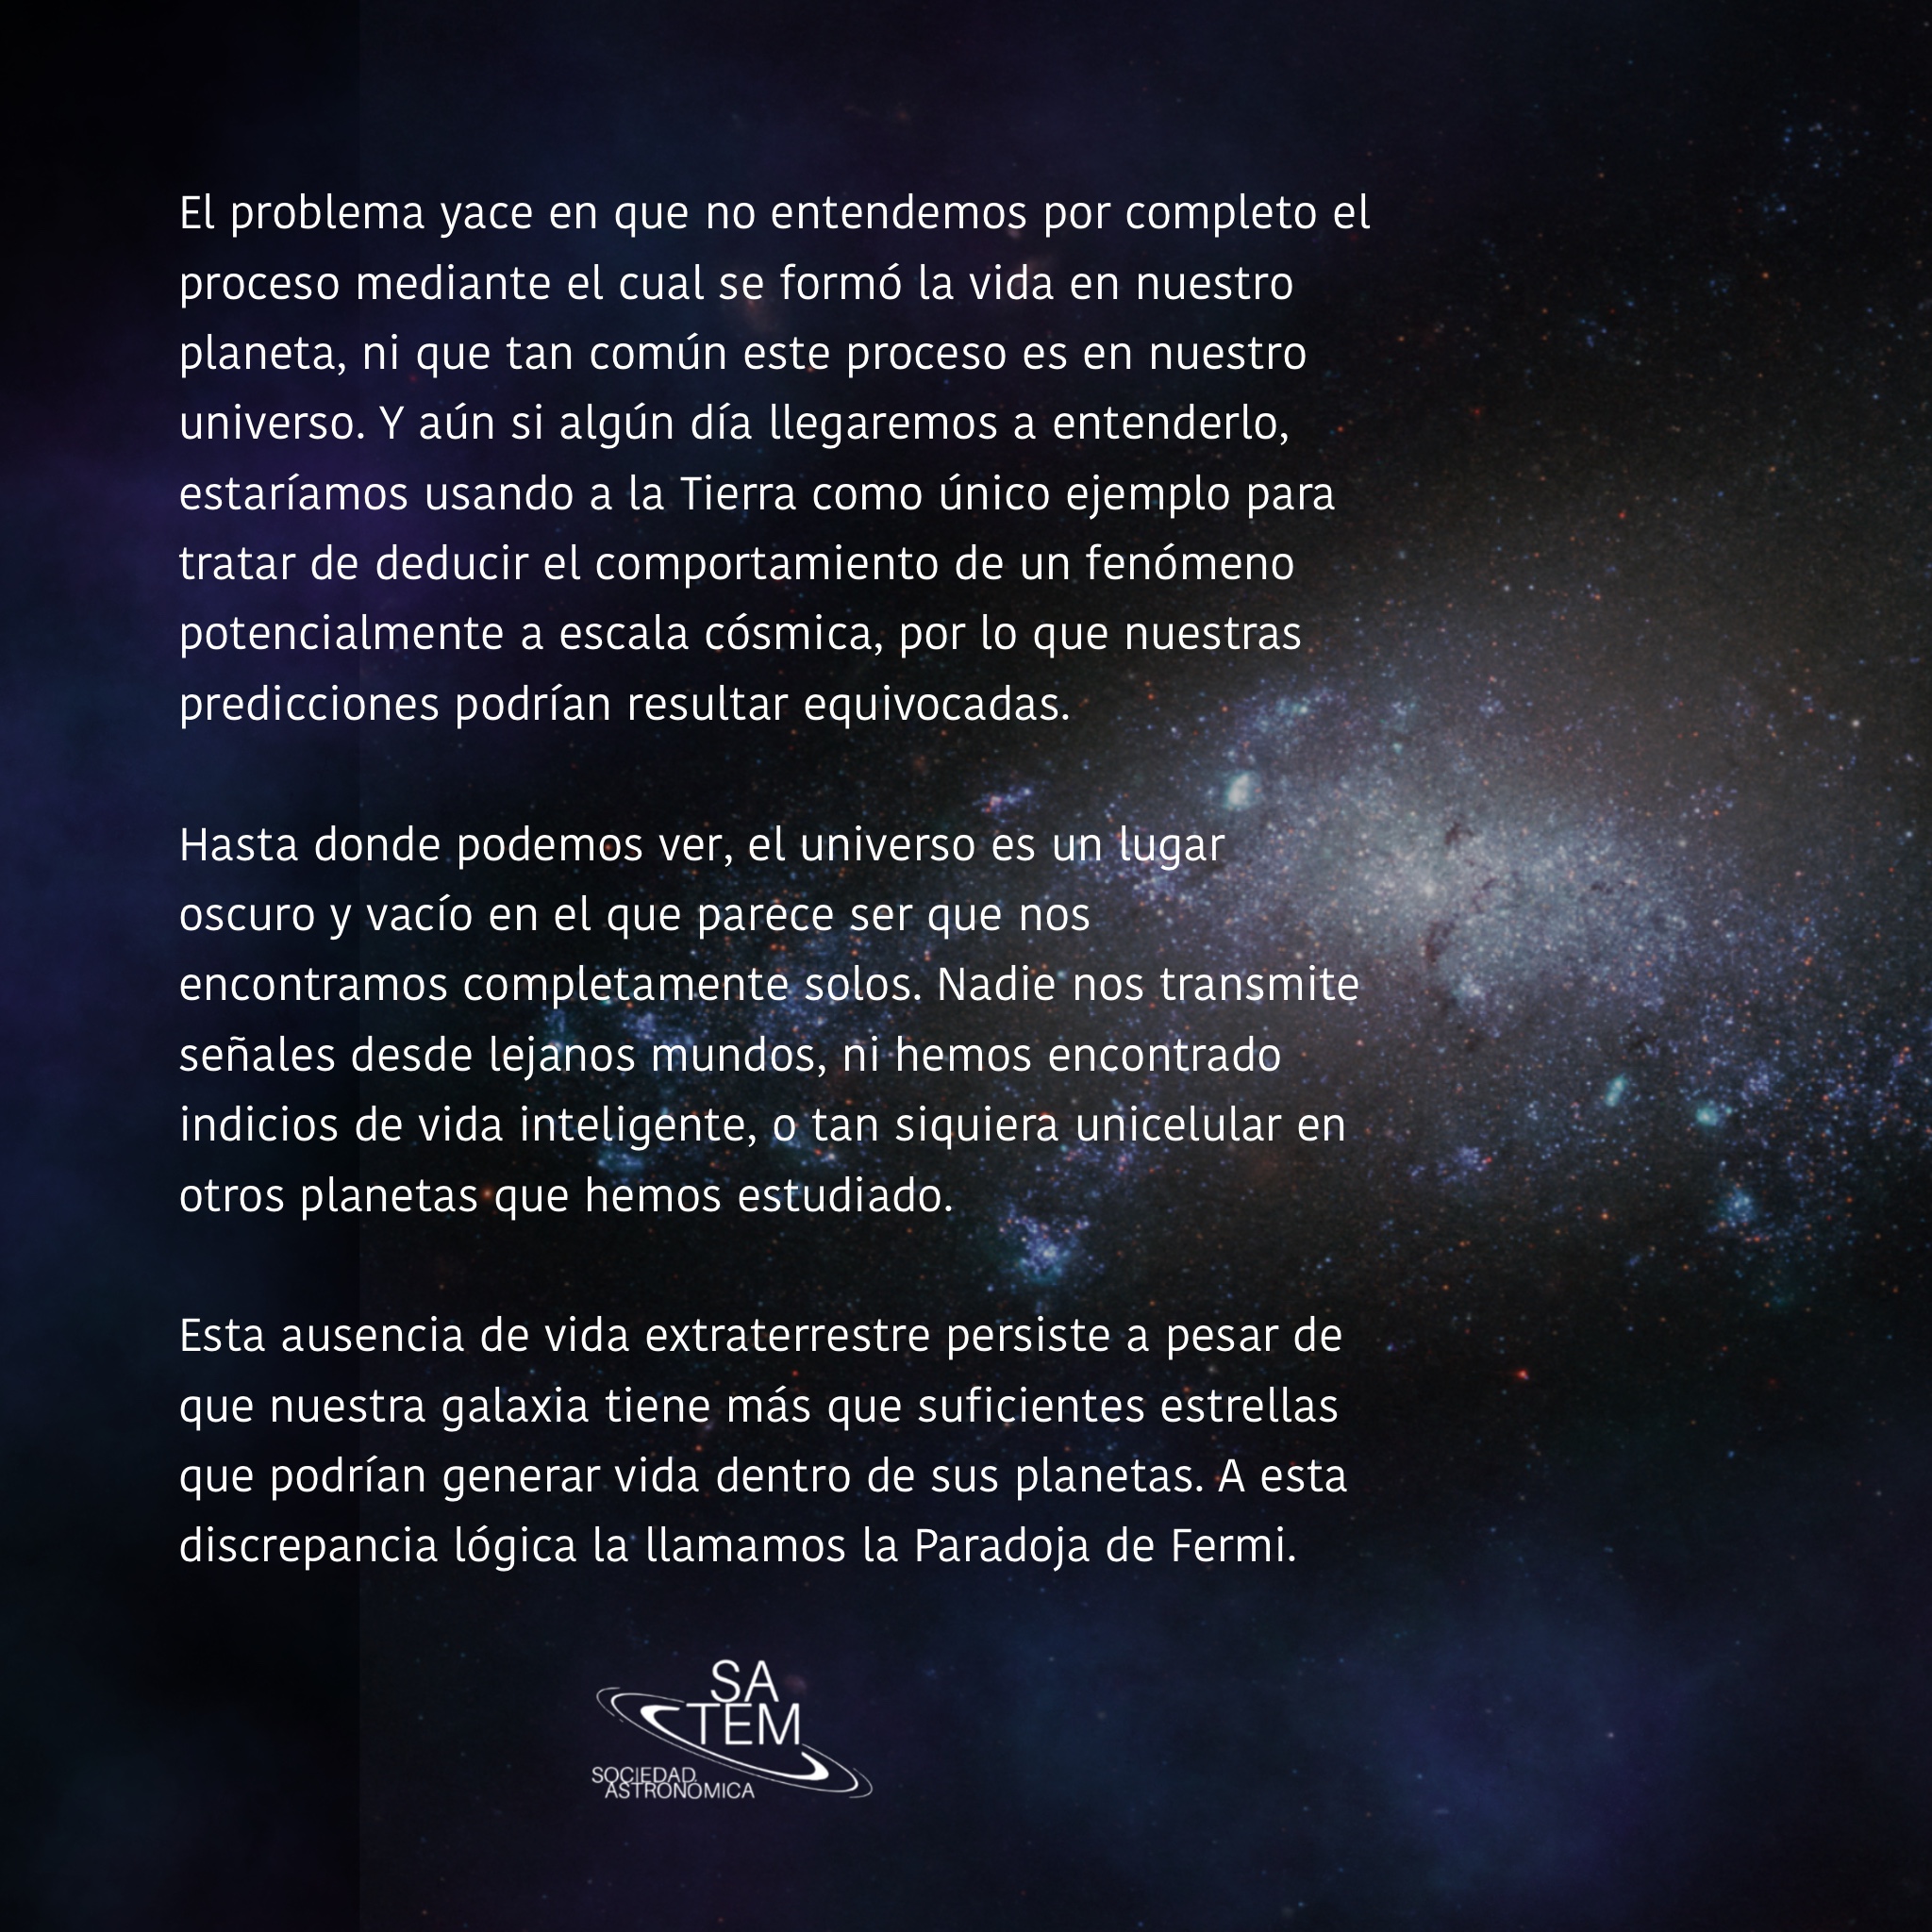 El problema yace en que no entendemos por completo el
proceso mediante el cual se formó la vida en nuestro
planeta, ni que tan común este proceso es en nuestro
universo. Y aún si algún día llegaremos a entenderlo,
estaríamos usando a la Tierra como único ejemplo para
tratar de deducir el comportamiento de un fenómeno
potencialmente a escala cósmica, por lo que nuestras
predicciones podrían resultar equivocadas.
Hasta donde podemos ver, el universo es un lugar
oscuro y vacío en el que parece ser que nos
encontramos completamente solos. Nadie nos transmite
señales desde lejanos mundos, ni hemos encontrado
indicios de vida inteligente, o tan siquiera unicelular en
otros planetas que hemos estudiado.
Esta ausencia de vida extraterrestre persiste a pesar de
que nuestra galaxia tiene más que suficientes estrellas
que podrían generar vida dentro de sus planetas. A esta
discrepancia lógica la llamamos la Paradoja de Fermi.
SA
TEM
SOCIEDAD
ASTRONÓMICA